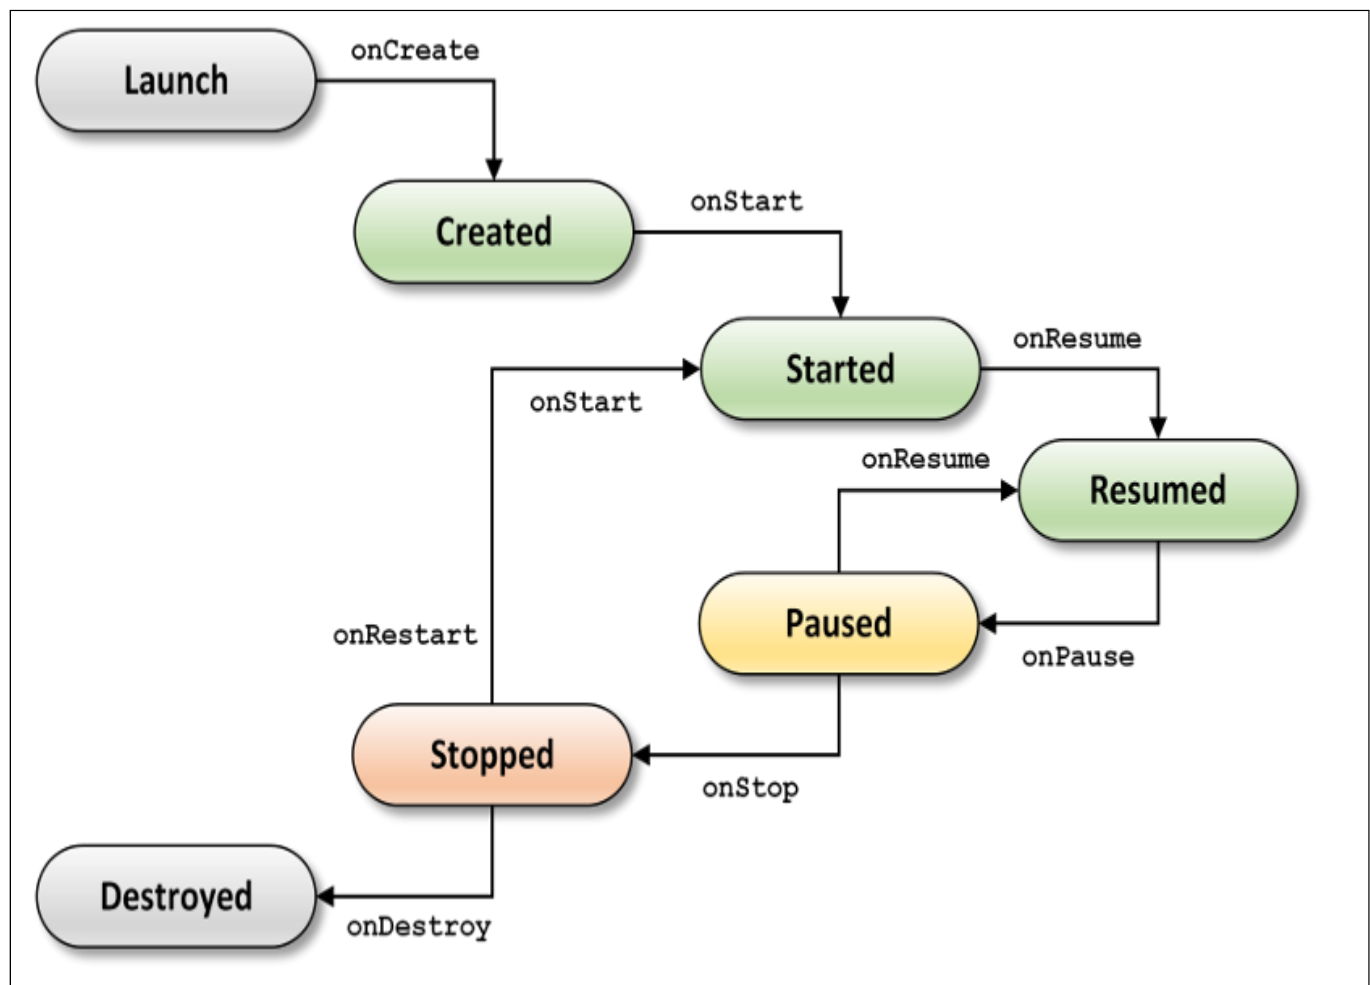 onCreate
Launch
onStart
Created
onResume
Started
onStart
onResume
Resumed
Paused
onRestart
onPause
Stopped
onStop
Destroyed
onDestroy